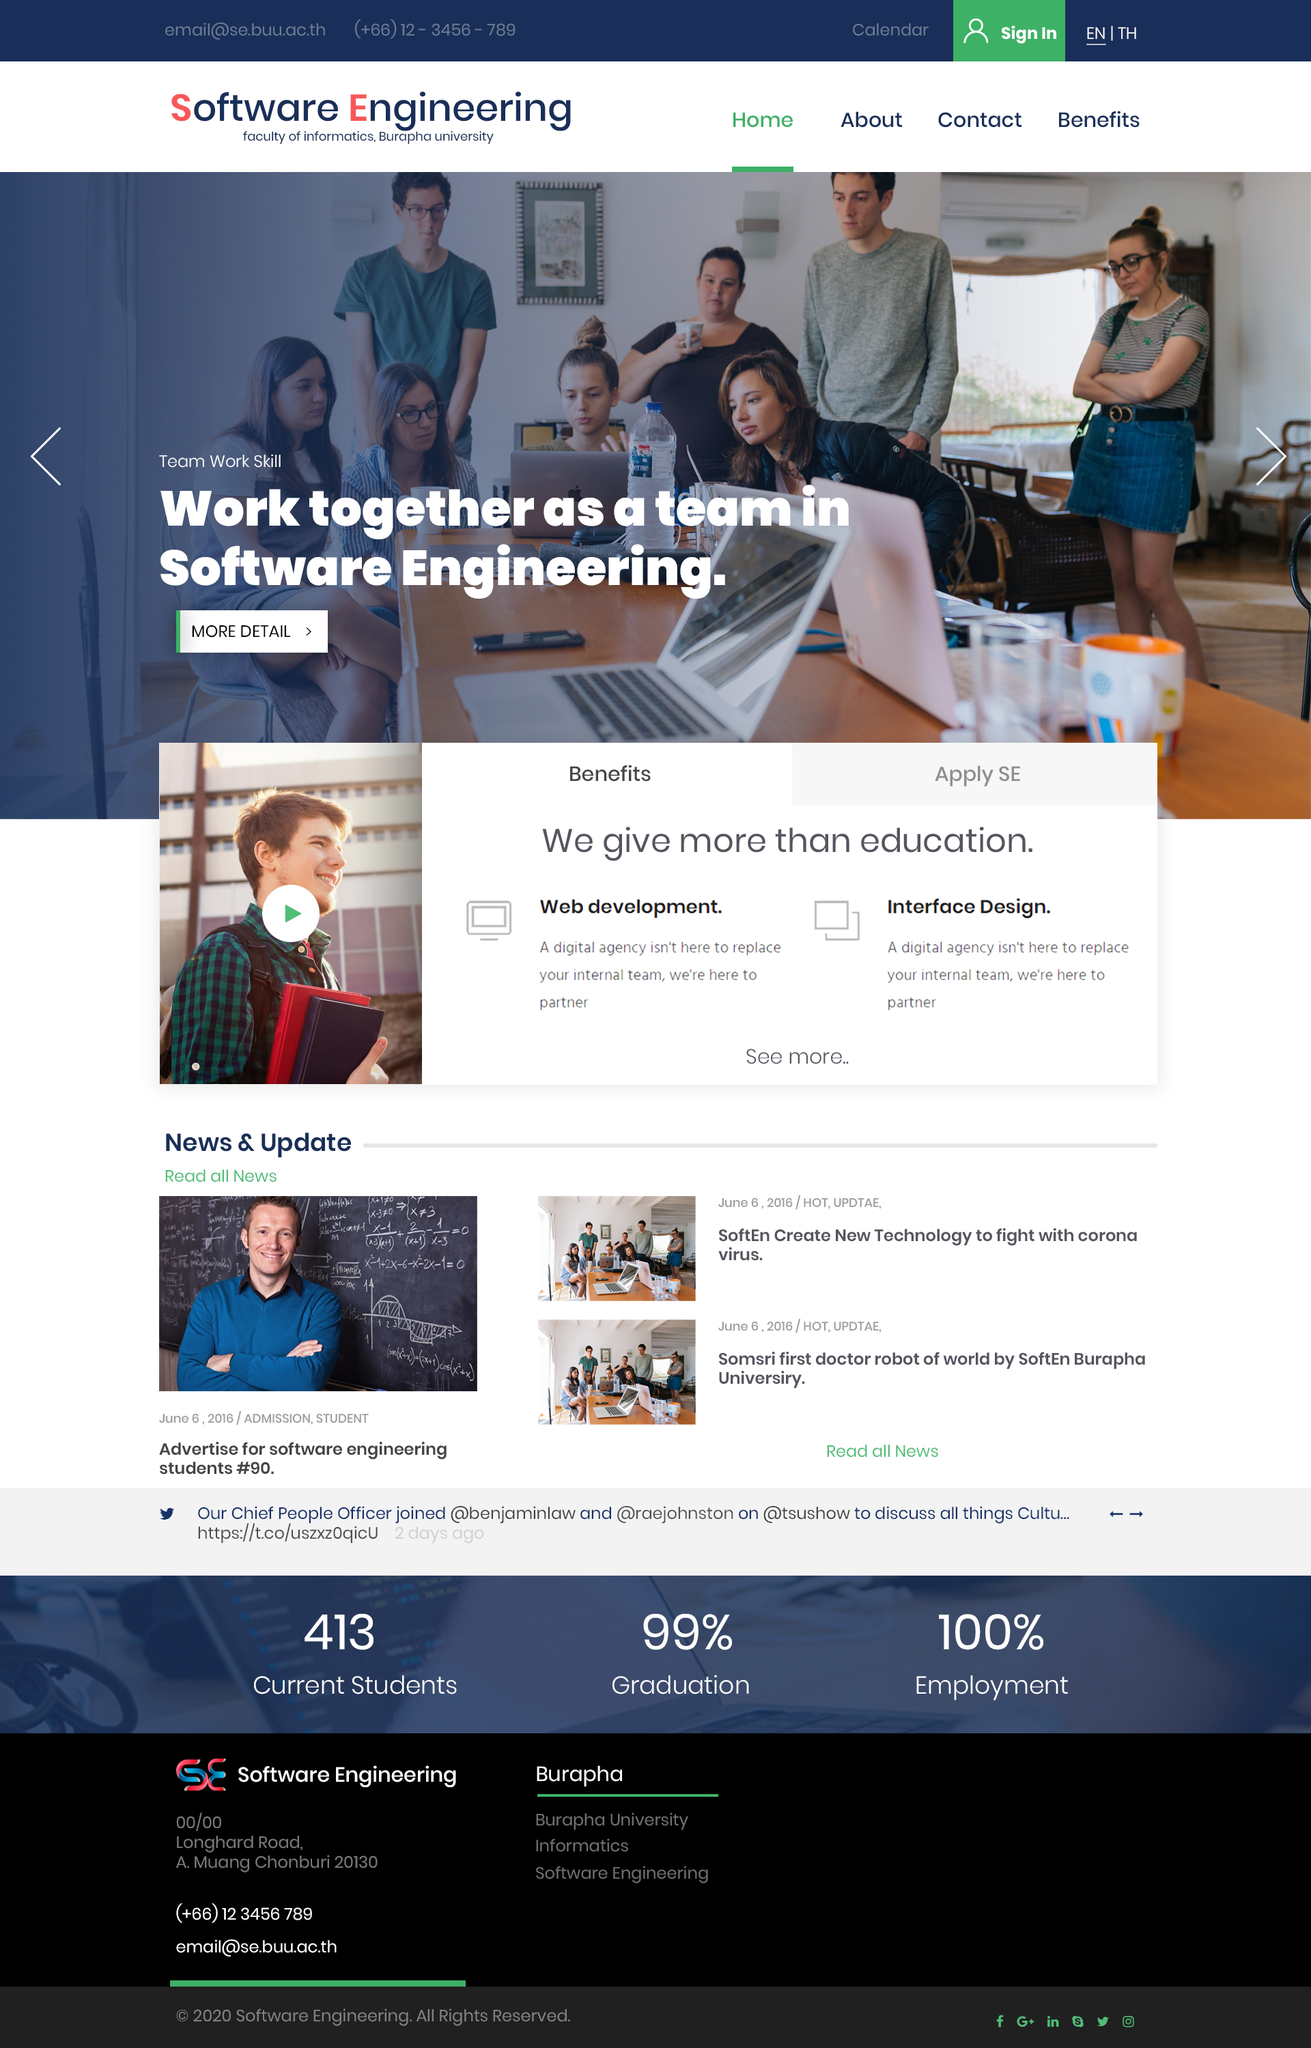 email@se.buu.ac.th (+66) 12 - 3456 - 789 Calendar Sign In EN | TH
Software Engineering
faculty of informatics, Burapha university
Home About Contact Benefits
Team Work Skill
Work together as a team in
Software Engineering.
MORE DETAIL >
Benefits Apply SE
We give more than education.
Web development.
A digital agency isn't here to replace
your internal team, we're here to
partner
Interface Design.
A digital agency isn't here to replace
your internal team, we're here to
partner
See more..
News & Update
Read all News
June 6 , 2016 / ADMISSION, STUDENT
Advertise for software engineering
students #90.
June 6 , 2016 / HOT, UPDTAE,
SoftEn Create New Technology to fight with corona
virus.
June 6 , 2016 / HOT, UPDTAE,
Somsri first doctor robot of world by SoftEn Burapha
Universiry.
Read all News
Our Chief People Officer joined @benjaminlaw and @raejohnston on @tsushow to discuss all things Cultu...
https://t.co/uszxz0qicU 2 days ago
413
Current Students
99%
Graduation
100%
Employment
SE Software Engineering
00/00
Longhard Road,
A. Muang Chonburi 20130
(+66) 12 3456 789
email@se.buu.ac.th
Burapha
Burapha University
Informatics
Software Engineering
© 2020 Software Engineering. All Rights Reserved.